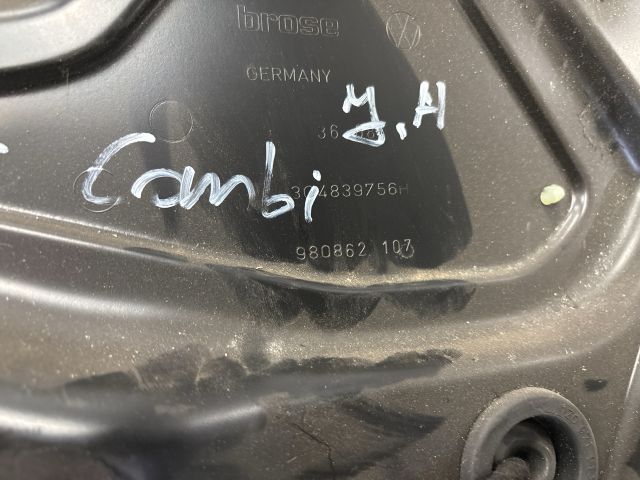 brose
GERMANY
y.H
Combi
4839756H
980862 107